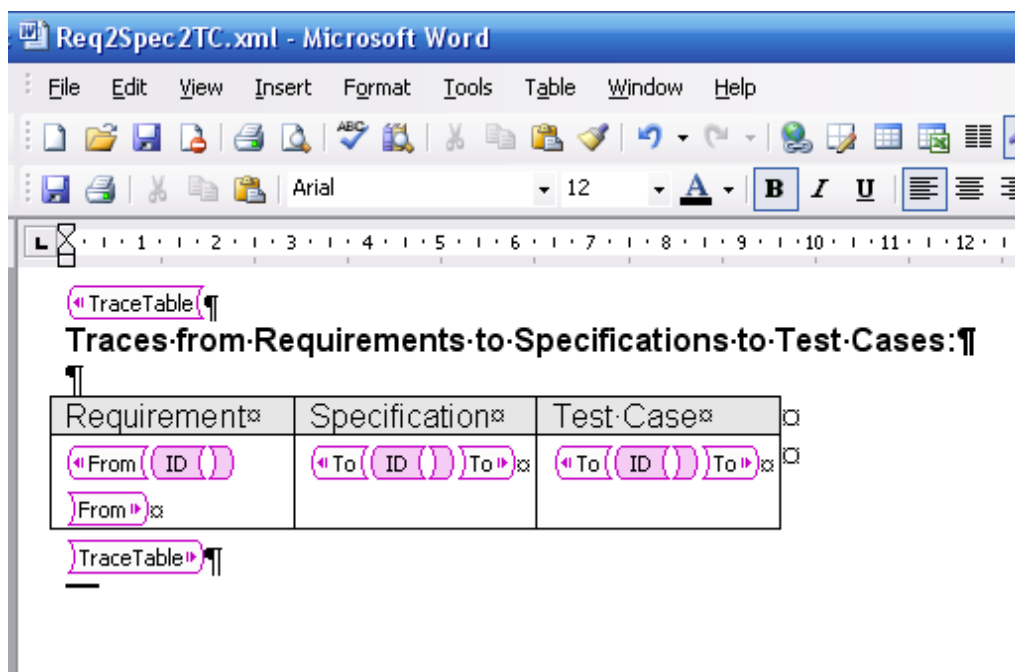 Req2Spec2TC.xml - Microsoft Word
File Edit View Insert Format Tools Table Window Help
ABC
Arial 12 A B I U
L 1 2 3 4 5 6 7 8 9 10 11 12
TraceTable ¶
Traces·from·Requirements·to·Specifications·to·Test·Cases:¶
¶
Requirement¤ Specification¤ Test·Case¤ ¤
From ( ID () ) To ( ID () ) To ¤ To ( ID () ) To ¤ ¤
From ¤
TraceTable ¶